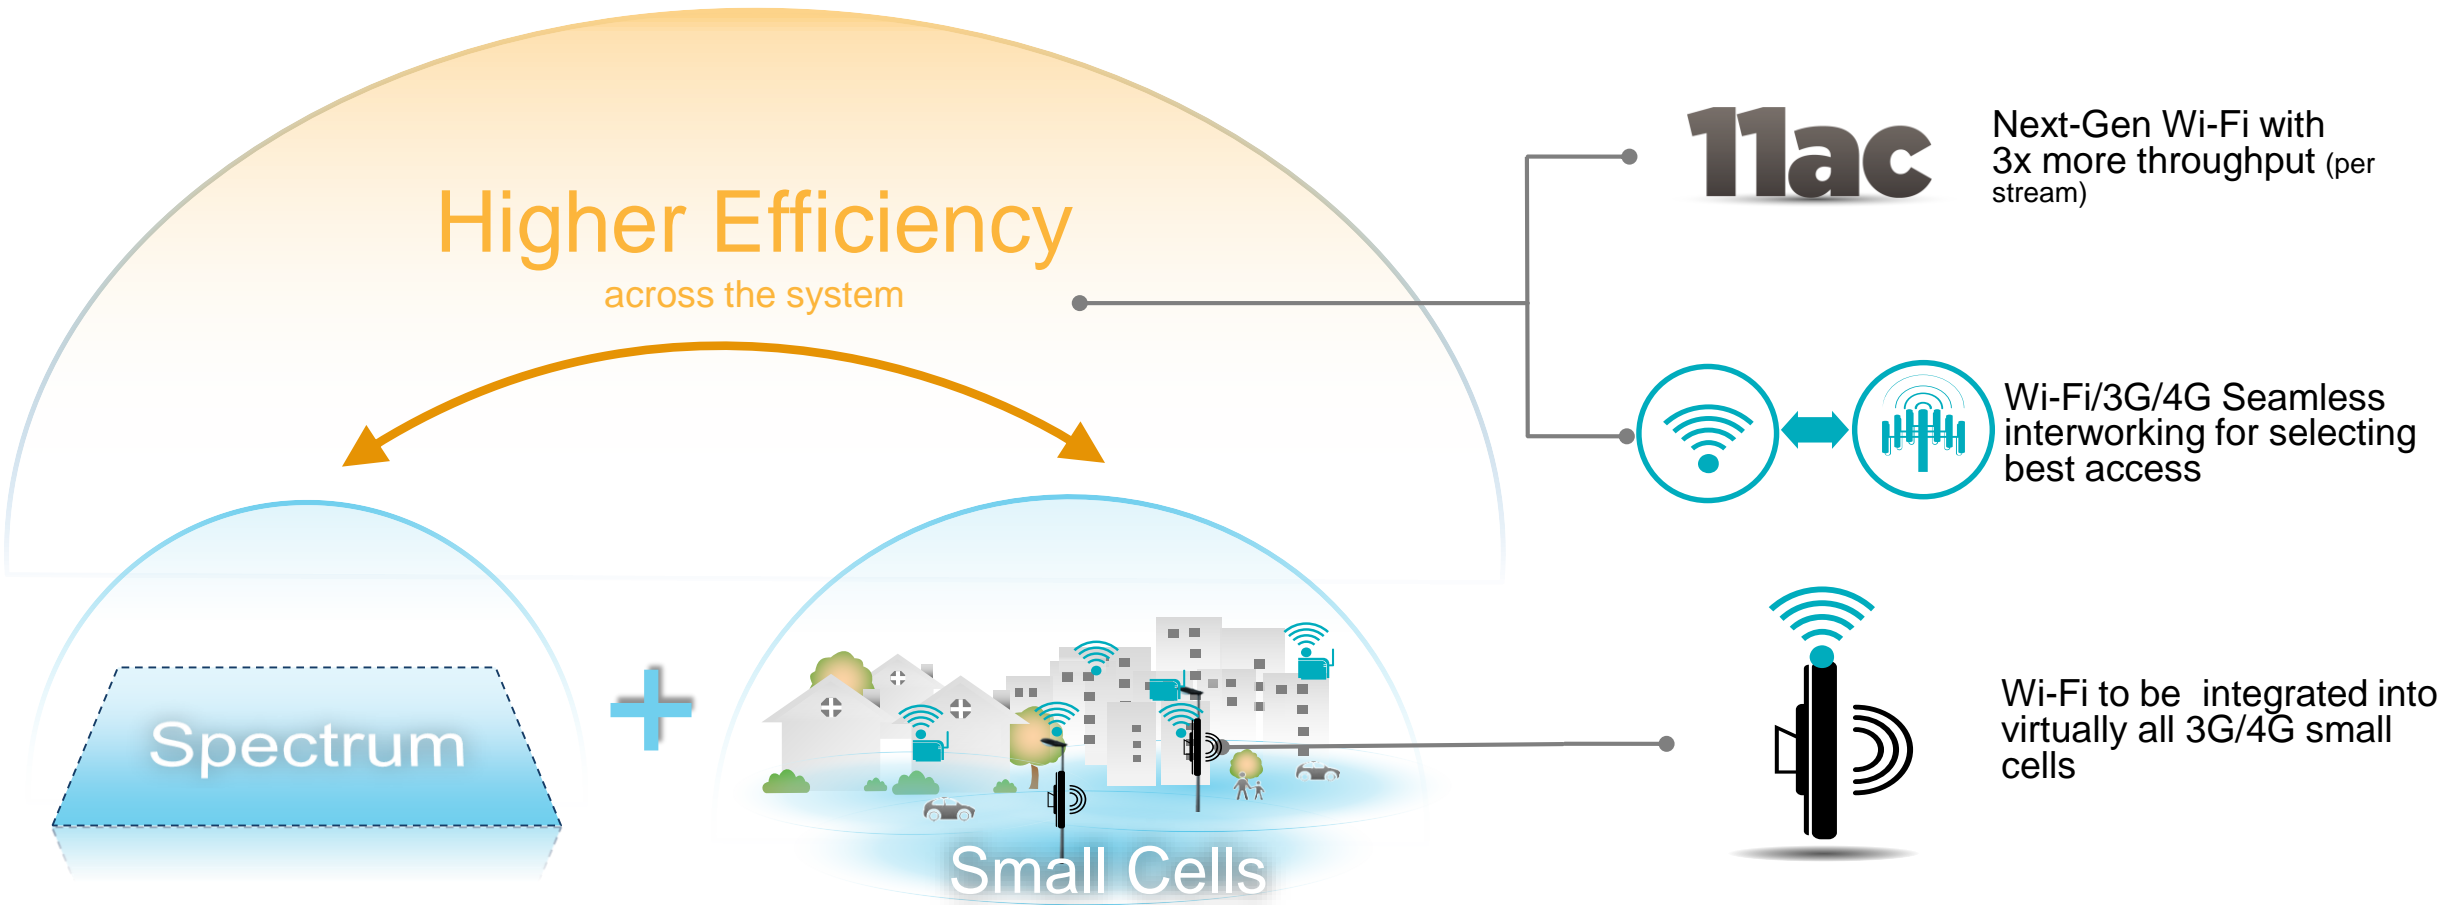 Higher Efficiency
across the system
Spectrum
+
Small Cells
11ac
Next-Gen Wi-Fi with
3x more throughput (per
stream)
Wi-Fi/3G/4G Seamless
interworking for selecting
best access
Wi-Fi to be  integrated into
virtually all 3G/4G small
cells